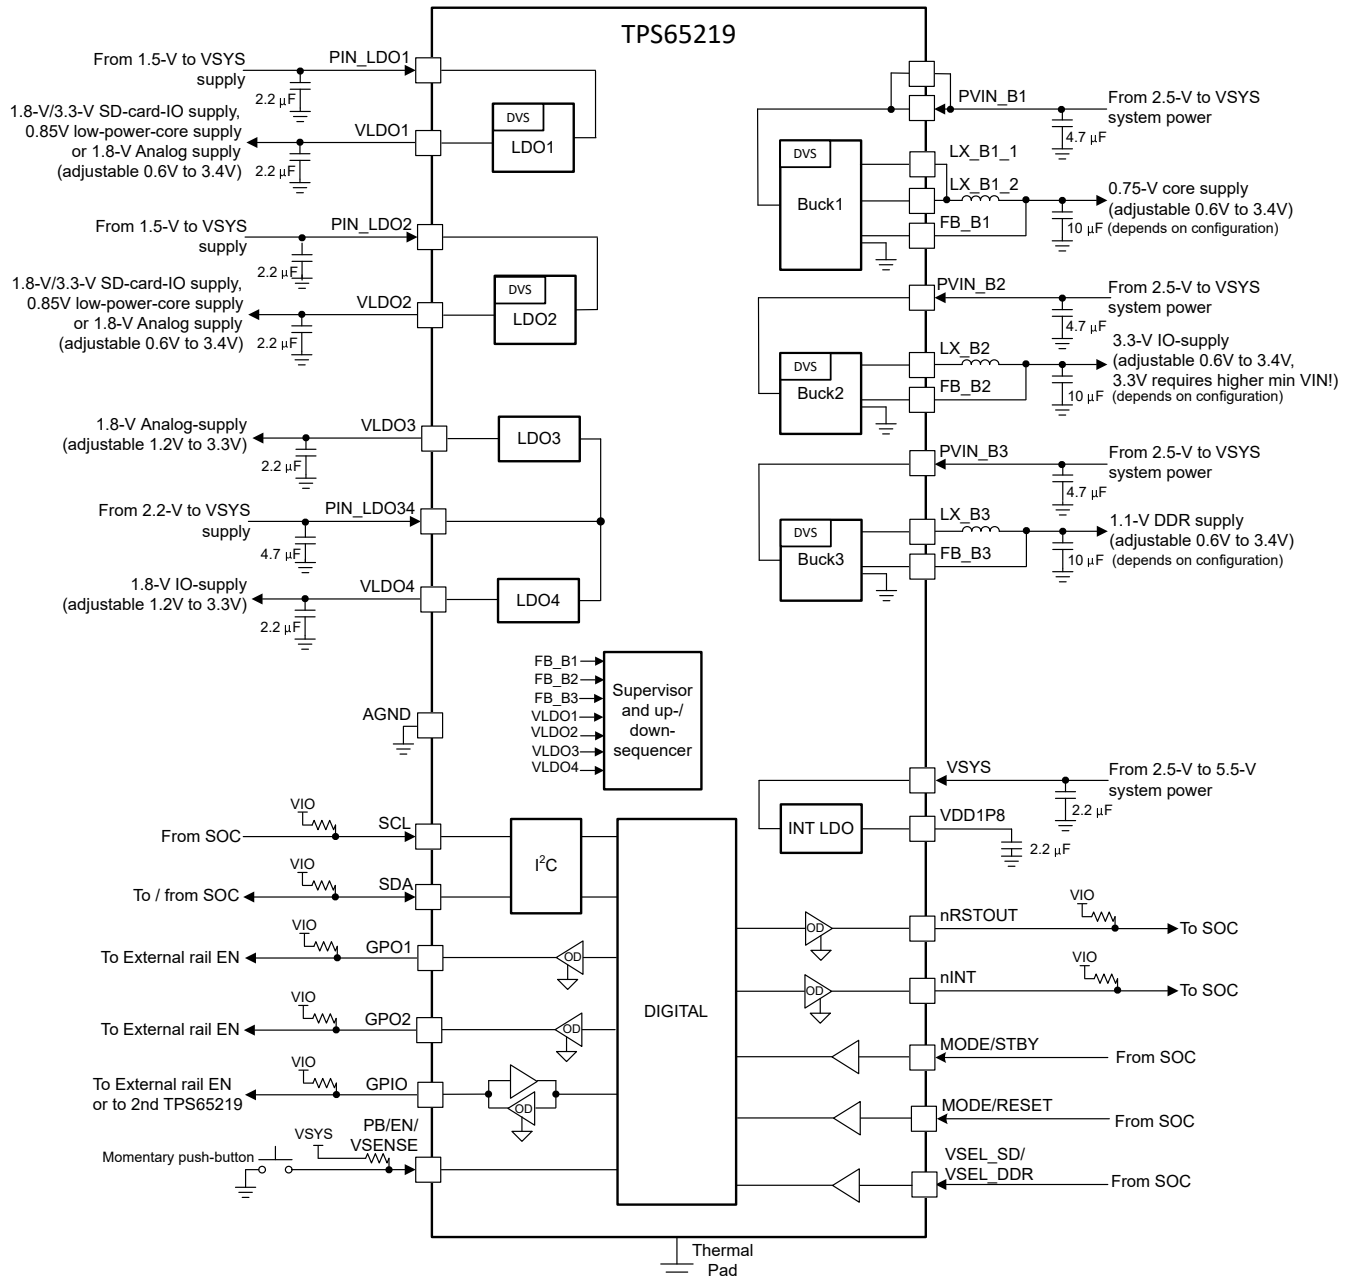 TPS65219
From 1.5-V to VSYS
supply
PIN_LDO1
2.2 μF
1.8-V/3.3-V SD-card-IO supply,
0.85V low-power-core supply
or 1.8-V Analog supply
(adjustable 0.6V to 3.4V)
VLDO1
2.2 μF
DVS
LDO1
From 1.5-V to VSYS
supply
PIN_LDO2
2.2 μF
1.8-V/3.3-V SD-card-IO supply,
0.85V low-power-core supply
or 1.8-V Analog supply
(adjustable 0.6V to 3.4V)
VLDO2
2.2 μF
DVS
LDO2
1.8-V Analog-supply
(adjustable 1.2V to 3.3V)
VLDO3
2.2 μF
LDO3
From 2.2-V to VSYS
supply
PIN_LDO34
4.7 μF
1.8-V IO-supply
(adjustable 1.2V to 3.3V)
VLDO4
2.2 μF
LDO4
PVIN_B1
From 2.5-V to VSYS
system power
4.7 μF
DVS
Buck1
LX_B1_1
LX_B1_2
FB_B1
0.75-V core supply
(adjustable 0.6V to 3.4V)
(depends on configuration)
10 μF
PVIN_B2
From 2.5-V to VSYS
system power
4.7 μF
DVS
Buck2
LX_B2
FB_B2
3.3-V IO-supply
(adjustable 0.6V to 3.4V,
3.3V requires higher min VIN!)
(depends on configuration)
10 μF
PVIN_B3
From 2.5-V to VSYS
system power
4.7 μF
DVS
Buck3
LX_B3
FB_B3
1.1-V DDR supply
(adjustable 0.6V to 3.4V)
(depends on configuration)
10 μF
FB_B1
FB_B2
FB_B3
VLDO1
VLDO2
VLDO3
VLDO4
Supervisor
and up-/
down-
sequencer
AGND
VSYS
From 2.5-V to 5.5-V
system power
2.2 μF
INT LDO
VDD1P8
2.2 μF
From SOC
VIO
SCL
I2C
To / from SOC
VIO
SDA
To External rail EN
VIO
GPO1
OD
To External rail EN
VIO
GPO2
OD
To External rail EN
or to 2nd TPS65219
VIO
GPIO
OD
Momentary push-button
VSYS
PB/EN/
VSENSE
DIGITAL
OD
nRSTOUT
VIO
To SOC
OD
nINT
VIO
To SOC
MODE/STBY
From SOC
MODE/RESET
From SOC
VSEL_SD/
VSEL_DDR
From SOC
Thermal
Pad